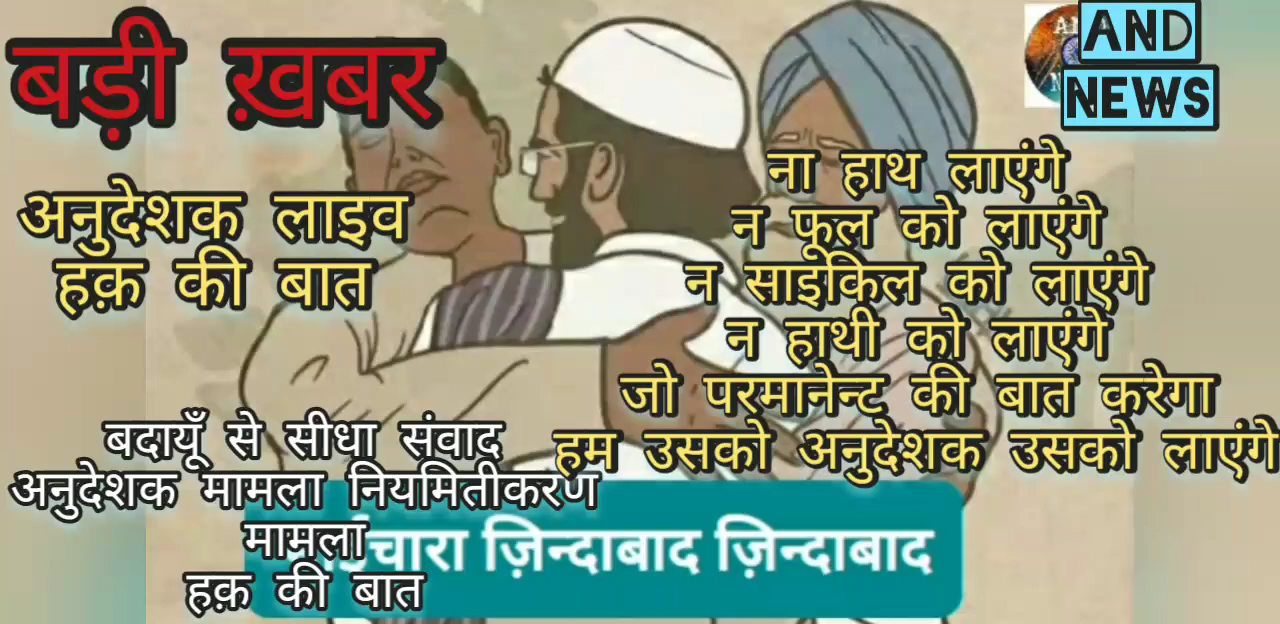 बड़ी ख़बर
AND
NEWS
अनुदेशक लाइव
हक़ की बात
ना हाथ लाएंगे
न फूल को लाएंगे
न साइकिल को लाएंगे
न हाथी को लाएंगे
जो परमानेन्ट की बात करेगा
हम उसको अनुदेशक उसको लाएंगे
बदायूँ से सीधा संवाद
अनुदेशक मामला नियमितीकरण
मामला
हक़ की बात
चारा ज़िन्दाबाद ज़िन्दाबाद